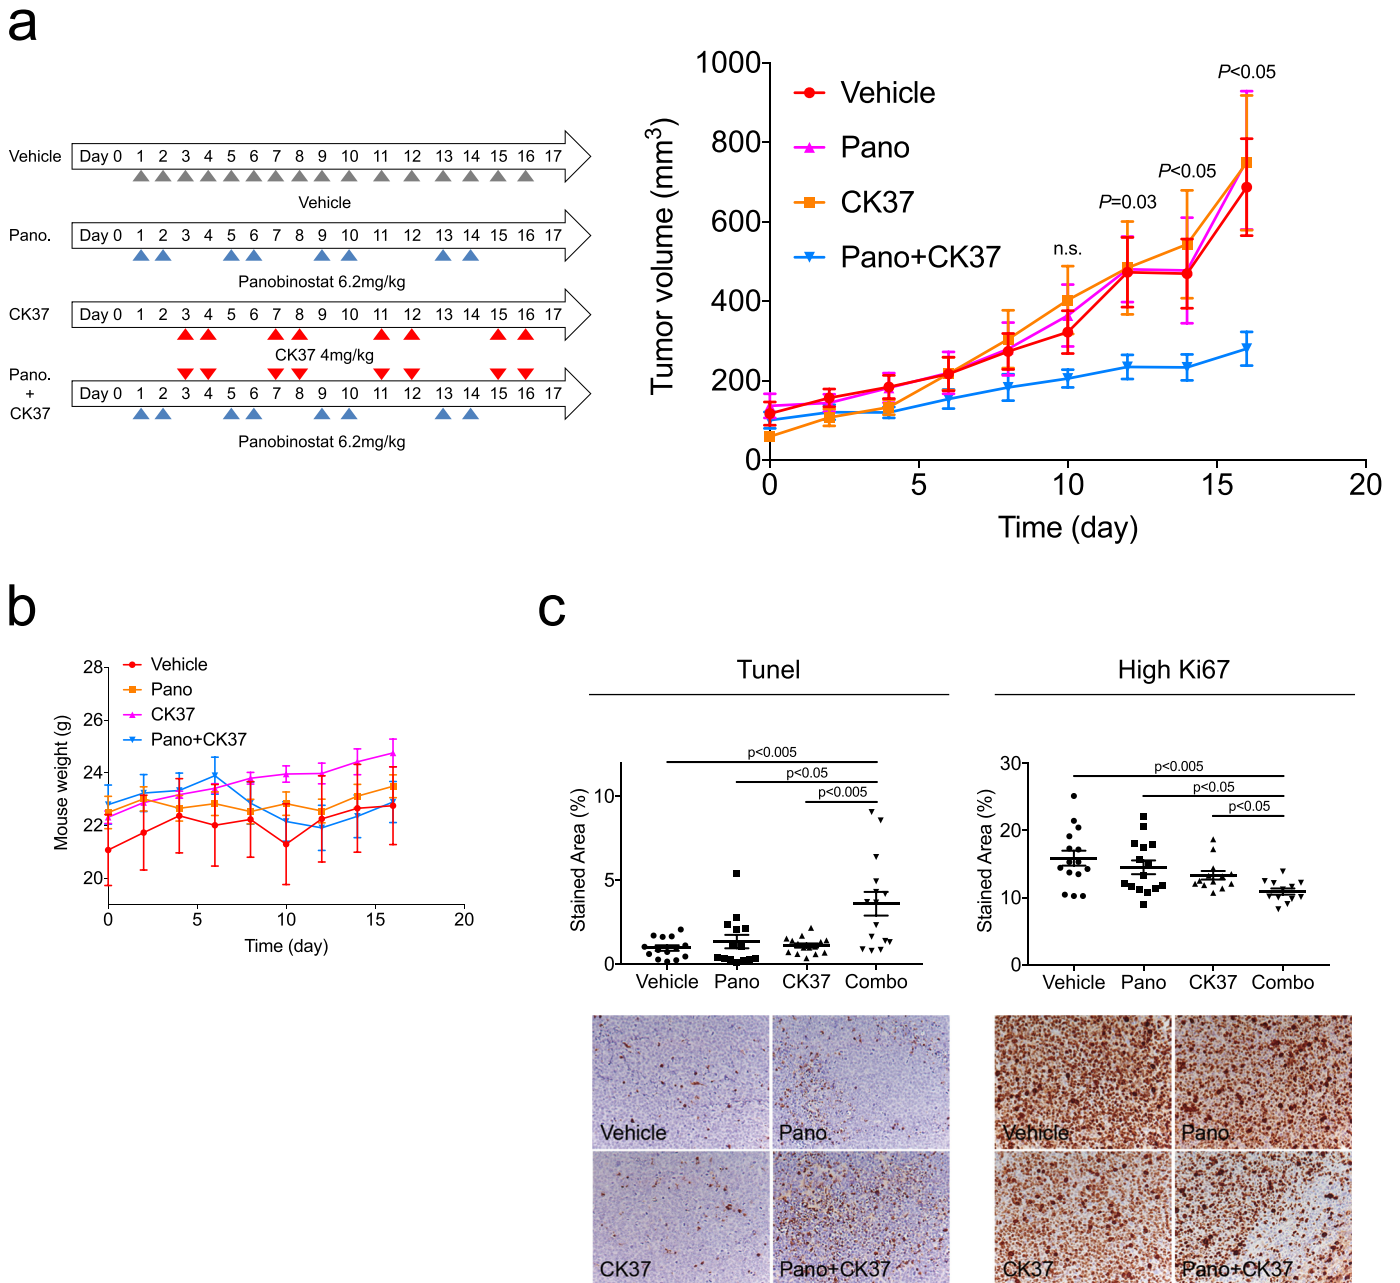 a
Vehicle
Day 0 1 2 3 4 5 6 7 8 9 10 11 12 13 14 15 16 17
Vehicle
Pano.
Day 0 1 2 3 4 5 6 7 8 9 10 11 12 13 14 15 16 17
Panobinostat 6.2mg/kg
CK37
Day 0 1 2 3 4 5 6 7 8 9 10 11 12 13 14 15 16 17
CK37 4mg/kg
Pano.
+
CK37
Day 0 1 2 3 4 5 6 7 8 9 10 11 12 13 14 15 16 17
Panobinostat 6.2mg/kg
Tumor volume (mm3)
1000
800
600
400
200
0
Vehicle
Pano
CK37
Pano+CK37
n.s.
P=0.03
P<0.05
P<0.05
0 5 10 15 20
Time (day)
b
Mouse weight (g)
28
26
24
22
20
Vehicle
Pano
CK37
Pano+CK37
0 5 10 15 20
Time (day)
c
Tunel
Stained Area (%)
10
5
0
p<0.005
p<0.05
p<0.005
Vehicle Pano CK37 Combo
Vehicle
Pano.
CK37
Pano+CK37
High Ki67
Stained Area (%)
30
20
10
0
p<0.005
p<0.05
p<0.05
Vehicle Pano CK37 Combo
Vehicle
Pano.
CK37
Pano+CK37